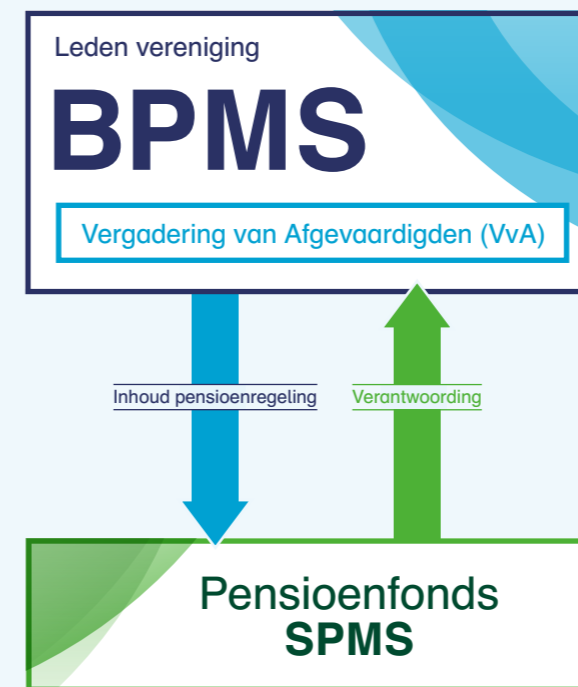 Leden vereniging
BPMS
Vergadering van Afgevaardigden (VvA)
Inhoud pensioenregeling
Verantwoording
Pensioenfonds
SPMS